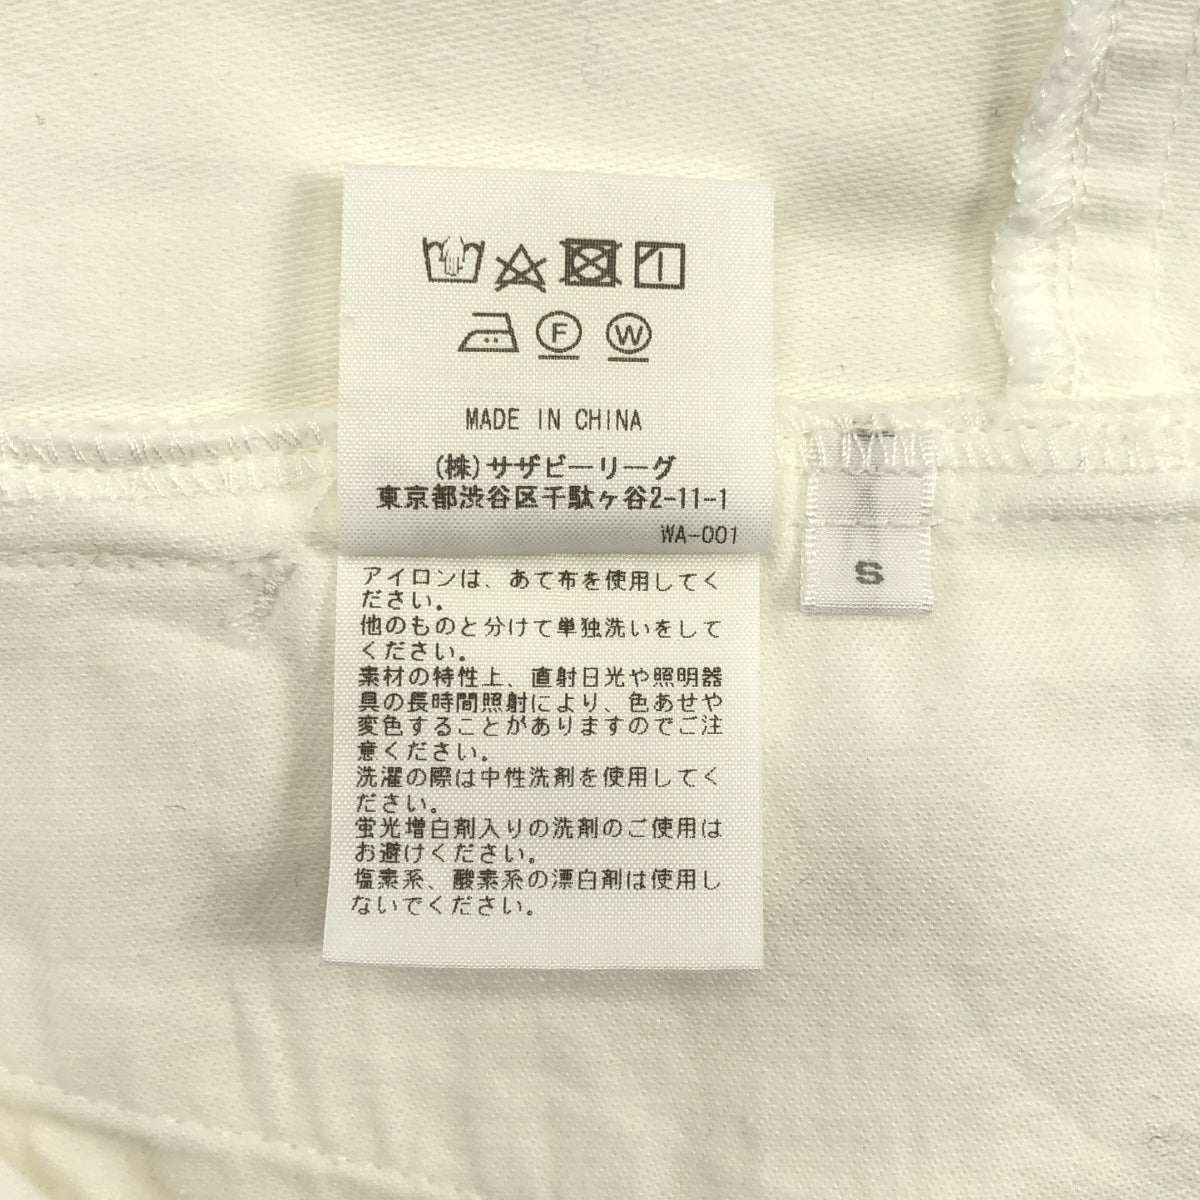 F W
MADE IN CHINA
(株)サザビーリーグ
東京都渋谷区千駄ヶ谷2-11-1
WA-001
S
アイロンは、あて布を使用してく
ださい。
他のものと分けて単独洗いをして
ください。
素材の特性上、直射日光や照明器
具の長時間照射により、色あせや
変色することがありますのでご注
意ください。
洗濯の際は中性洗剤を使用してく
ださい。
蛍光増白剤入りの洗剤のご使用は
お避けください。
塩素系、酸素系の漂白剤は使用し
ないでください。